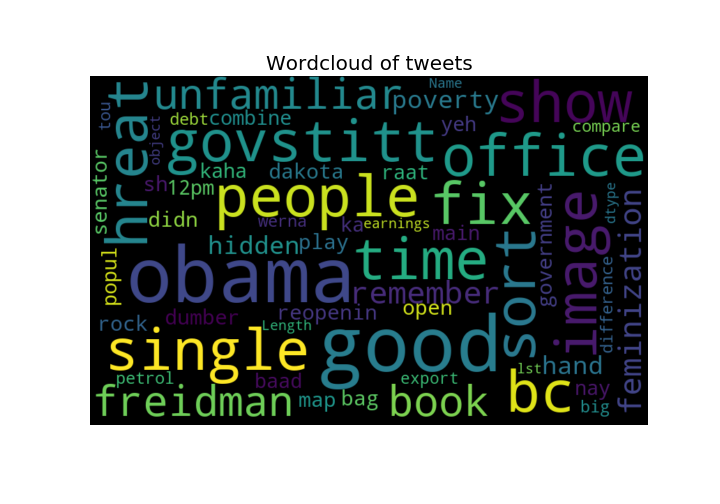 Wordcloud of tweets
tou
hreat
unfamiliar
poverty
Name
show
debt
combine
object
govstitt
yeh
compare
office
senator
kaha
dakota
raat
sh
12pm
people
didn
werna
ka
earnings
fix
main
government
image
dtype
feminization
popul
hidden
play
time
sort
difference
obama
remember
reopenin
open
rock
dumber
Length
single
good
petrol
baad
export
lst
hand
freidman
map
bag
book
bc
nay
big